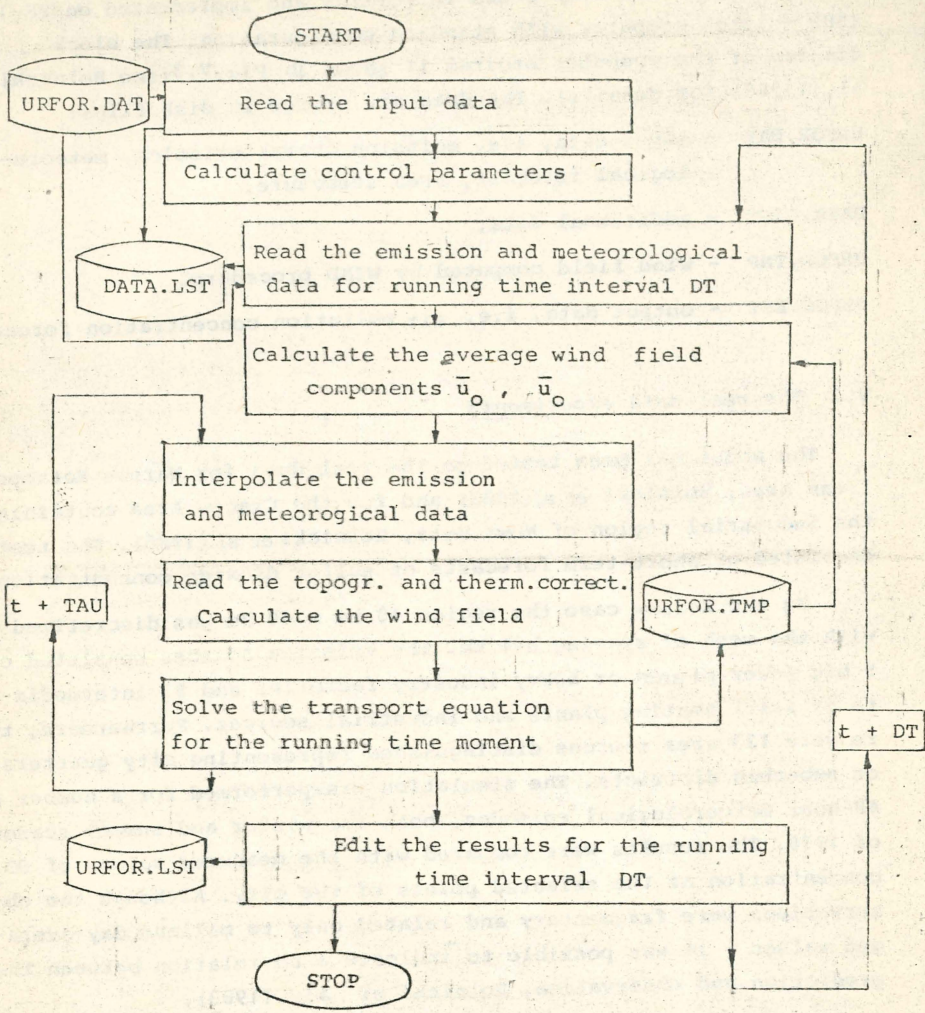 START
URFOR.DAT
Read the input data
Calculate control parameters
Read the emission and meteorological
data for running time interval DT
DATA.LST
Calculate the average wind field
components ū₀ , ū₀
Interpolate the emission
and meteorogical data
Read the topogr. and therm.correct.
Calculate the wind field
URFOR.TMP
t + TAU
Solve the transport equation
for the running time moment
t + DT
Edit the results for the running
time interval DT
URFOR.LST
STOP